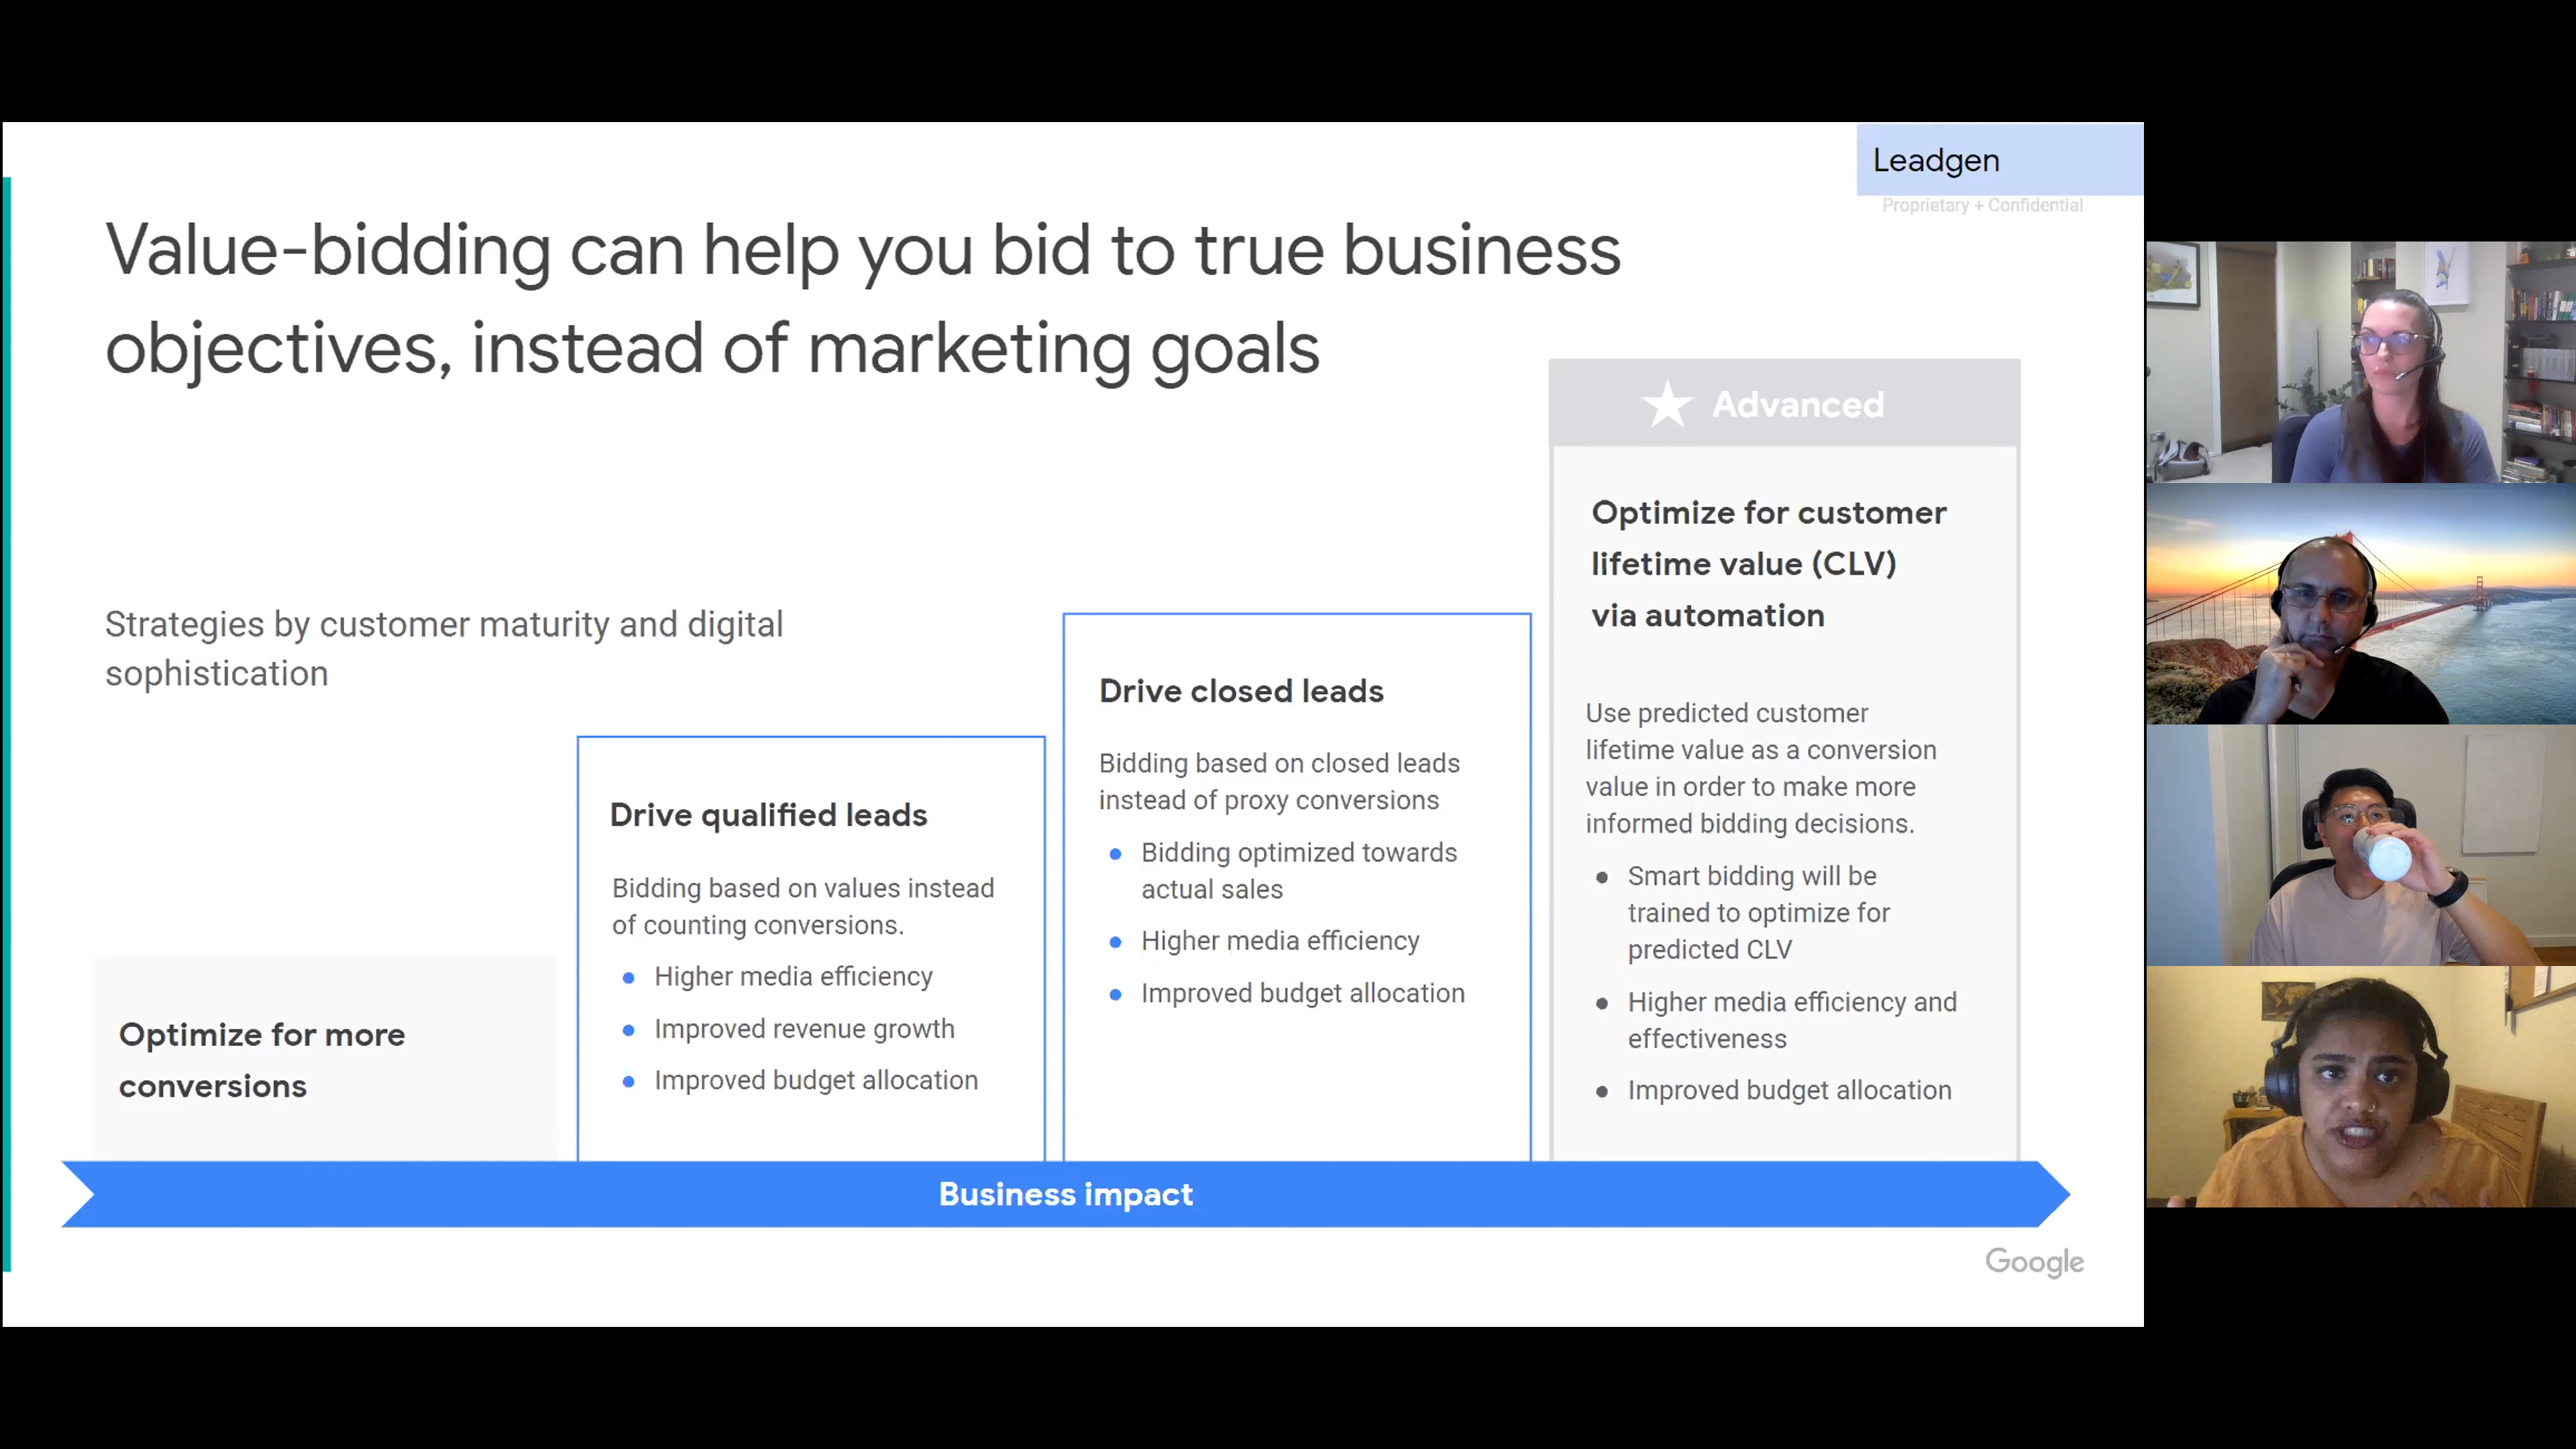 Leadgen
Proprietary + Confidential
Value-bidding can help you bid to true business
objectives, instead of marketing goals
Strategies by customer maturity and digital
sophistication
Optimize for more
conversions
Drive qualified leads
Bidding based on values instead
of counting conversions.
● Higher media efficiency
● Improved revenue growth
● Improved budget allocation
Drive closed leads
Bidding based on closed leads
instead of proxy conversions
● Bidding optimized towards
actual sales
● Higher media efficiency
● Improved budget allocation
★ Advanced
Optimize for customer
lifetime value (CLV)
via automation
Use predicted customer
lifetime value as a conversion
value in order to make more
informed bidding decisions.
● Smart bidding will be
trained to optimize for
predicted CLV
● Higher media efficiency and
effectiveness
● Improved budget allocation
Business impact
Google